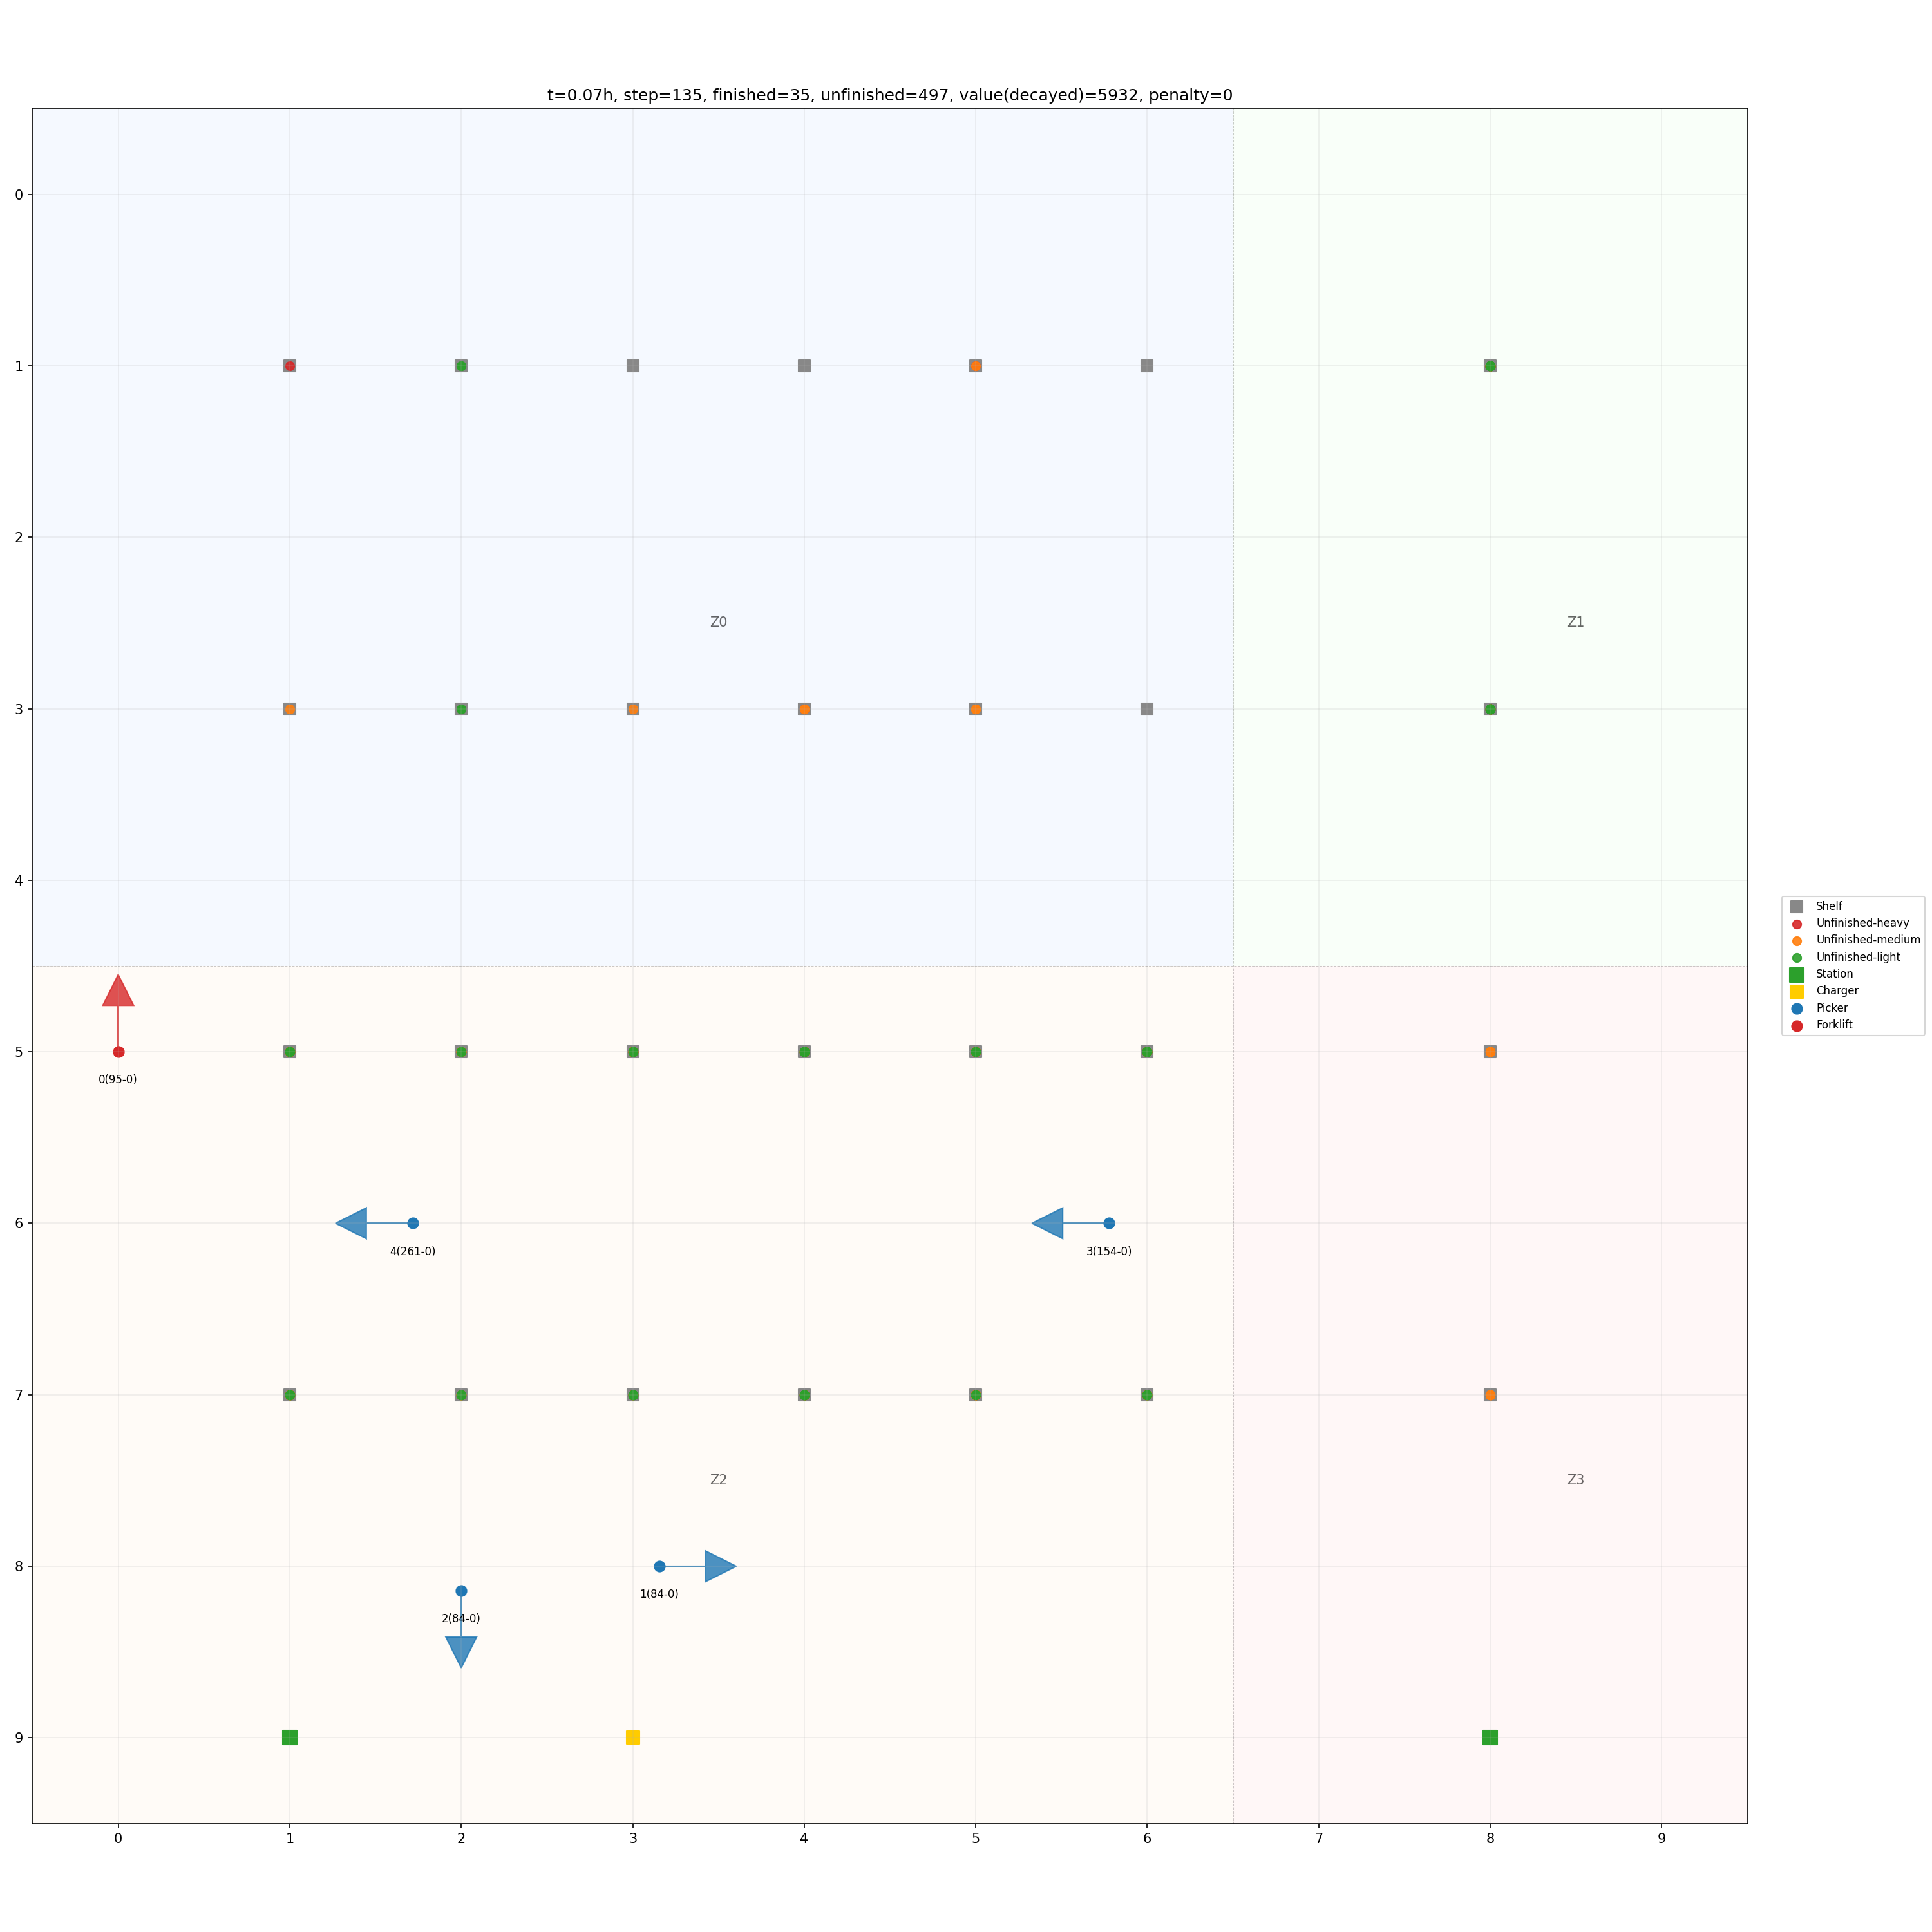 t=0.07h, step=135, finished=35, unfinished=497, value(decayed)=5932, penalty=0
0
1
2
Z0
Z1
3
4
Shelf
Unfinished-heavy
Unfinished-medium
Unfinished-light
Station
Charger
Picker
Forklift
5
0(95-0)
6
4(261-0)
3(154-0)
7
Z2
Z3
8
1(84-0)
2(84-0)
9
0 1 2 3 4 5 6 7 8 9